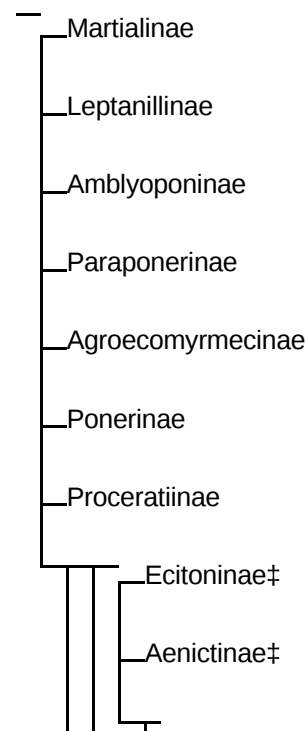 Martialinae
Leptanillinae
Amblyoponinae
Paraponerinae
Agroecomyrmecinae
Ponerinae
Proceratiinae
Ecitoninae‡
Aenictinae‡